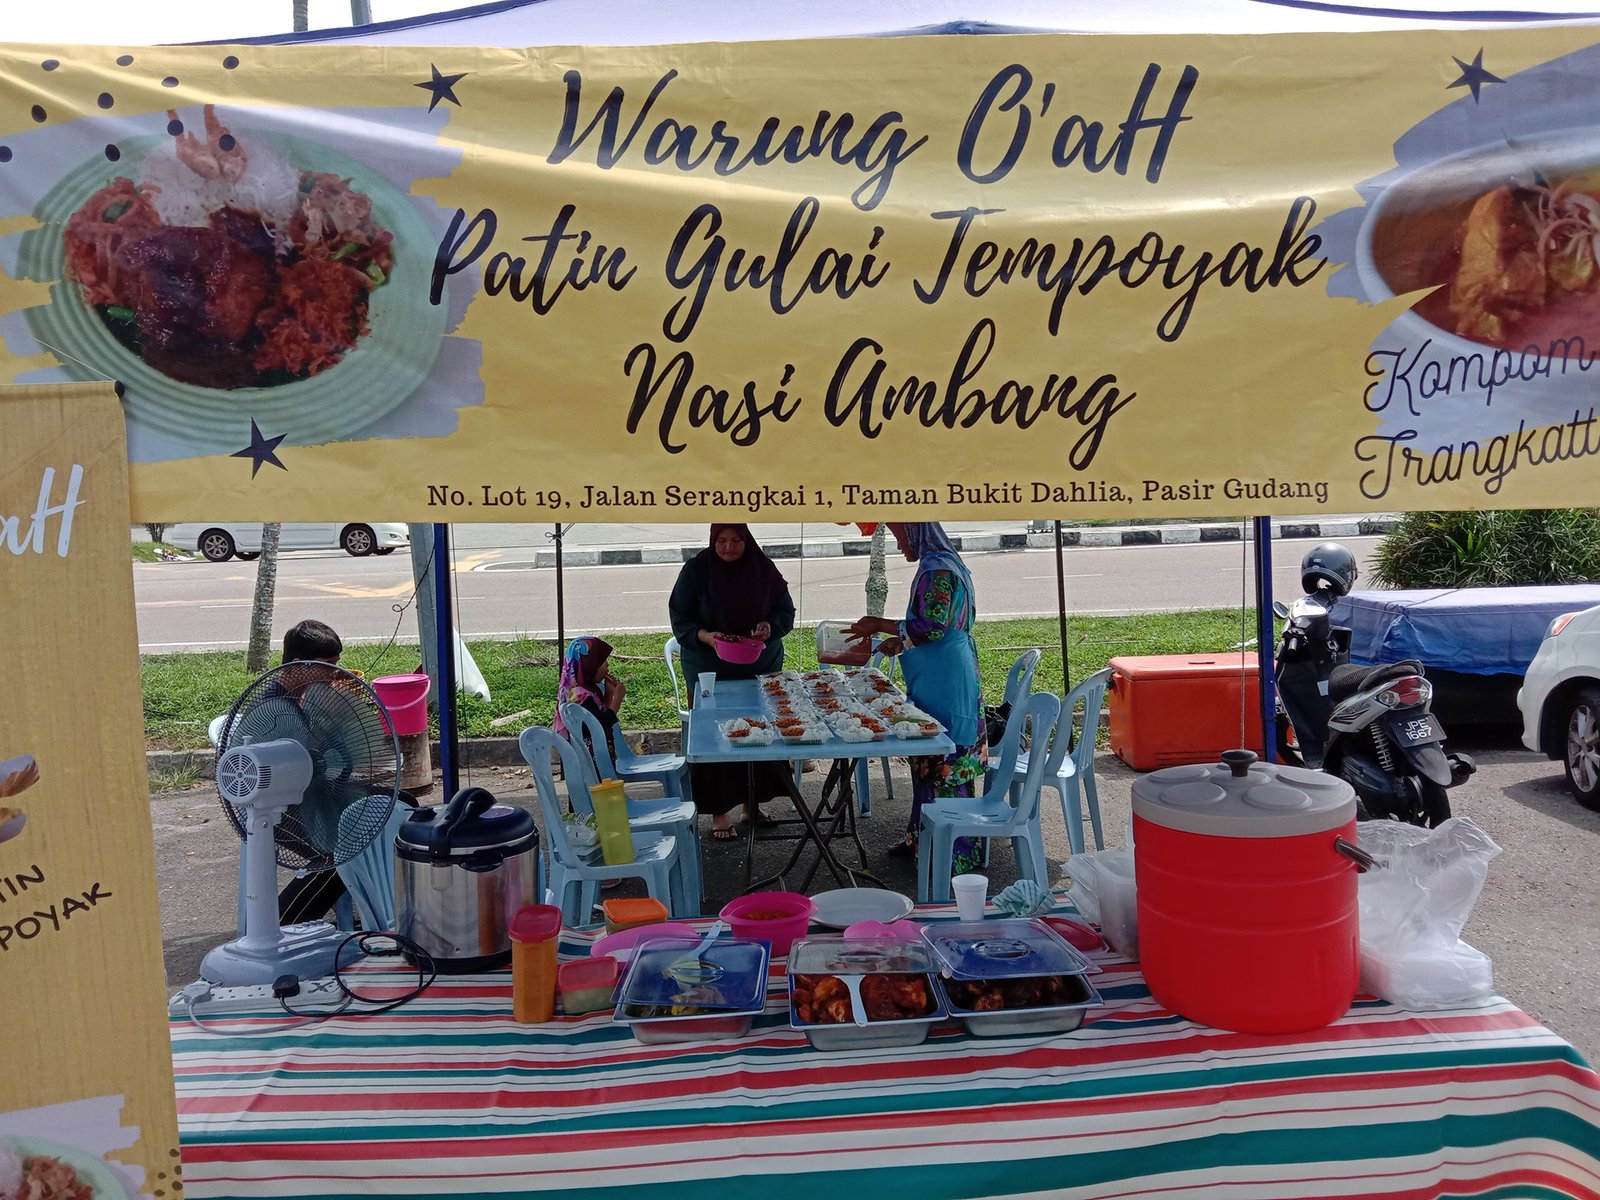 Warung O'aH
Patin Gulai Tempoyak
Nasi Ambang
No. Lot 19, Jalan Serangkai 1, Taman Bukit Dahlia, Pasir Gudang
Kompom
Trangkatt
aH
TIN
POYAK
JPE
1667